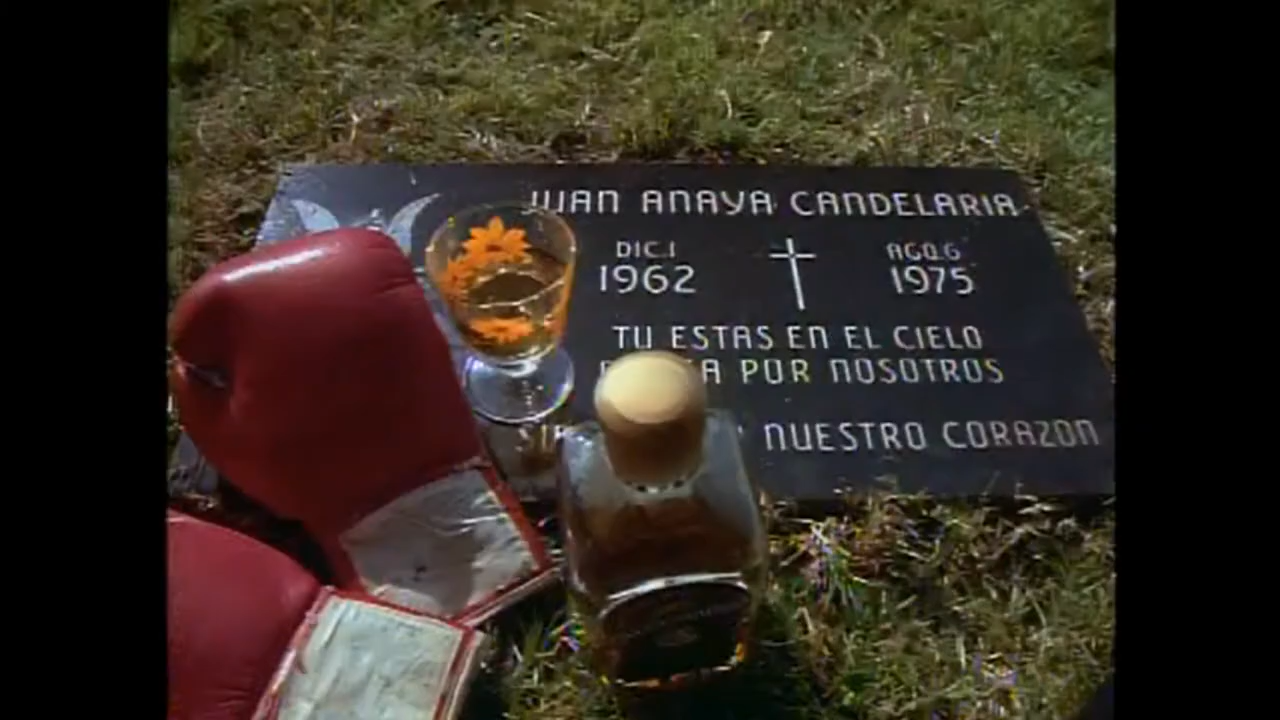 JUAN ANAYA CANDELARIA
DIC. 1 AGO. 6
1962 1975
TU ESTAS EN EL CIELO
POR NOSOTROS
NUESTRO CORAZON